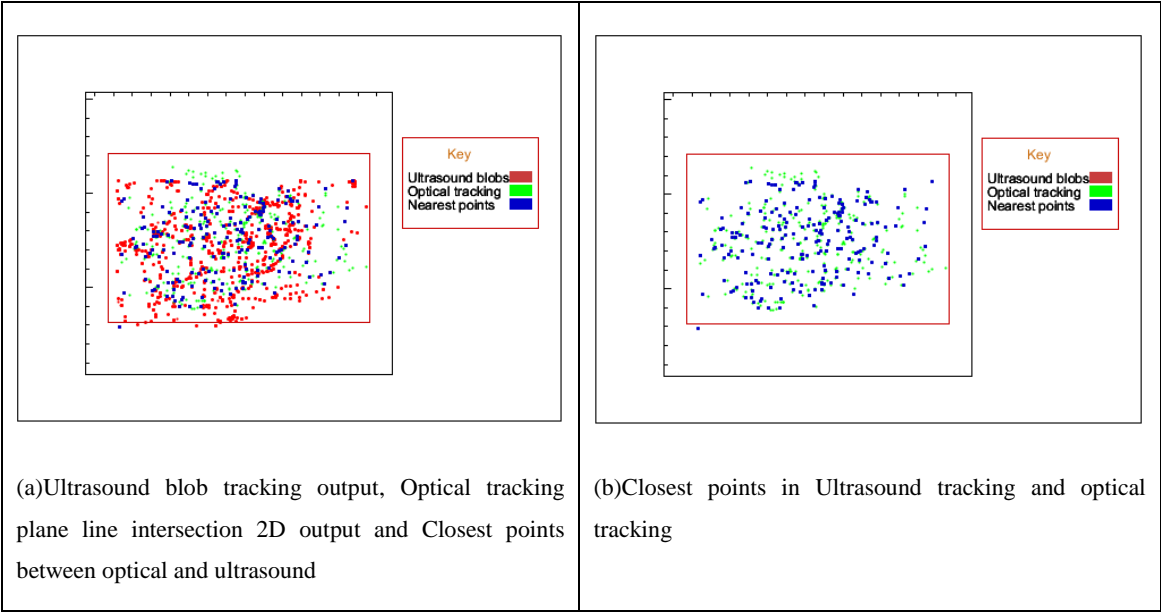 Key
Ultrasound blobs
Optical tracking
Nearest points
(a)Ultrasound blob tracking output, Optical tracking
plane line intersection 2D output and Closest points
between optical and ultrasound
Key
Ultrasound blobs
Optical tracking
Nearest points
(b)Closest points in Ultrasound tracking and optical
tracking